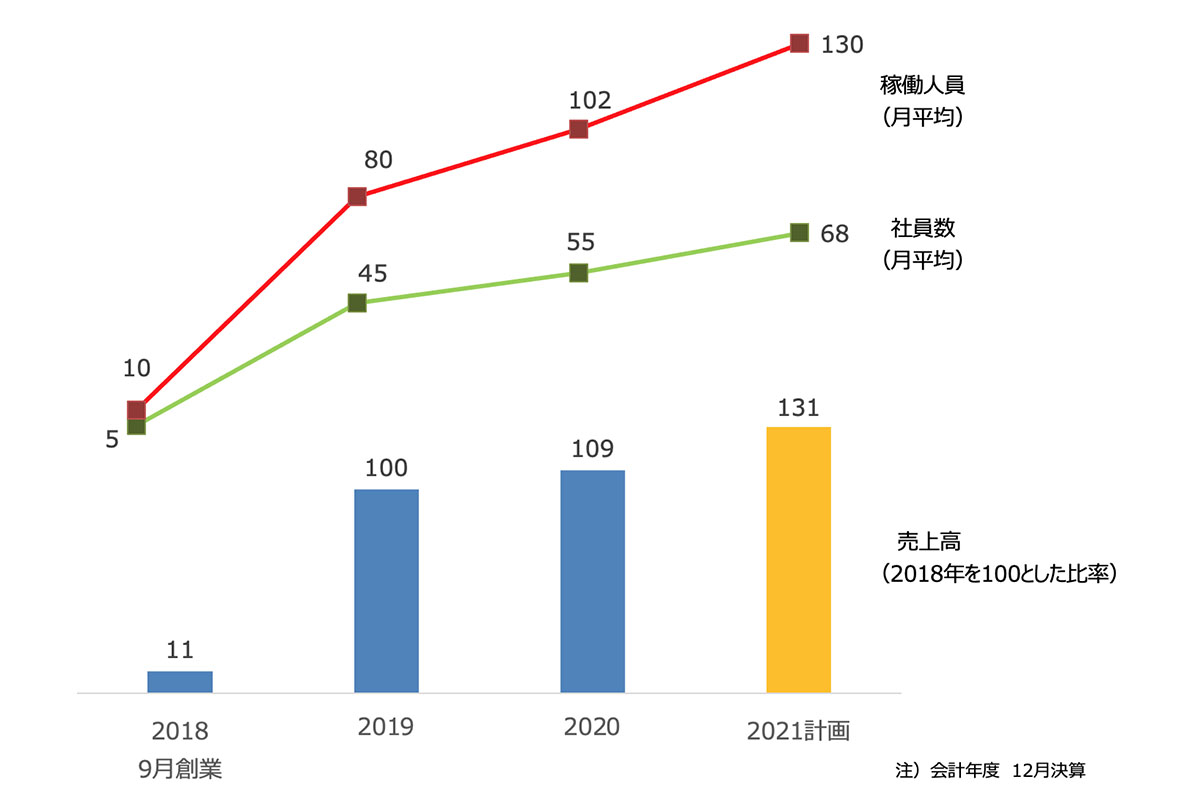 130
稼働人員
（月平均）
102
80
社員数
（月平均）
68
55
45
10
5
131
109
100
11
売上高
（2018年を100とした比率）
2018
9月創業
2019
2020
2021計画
注）会計年度　12月決算